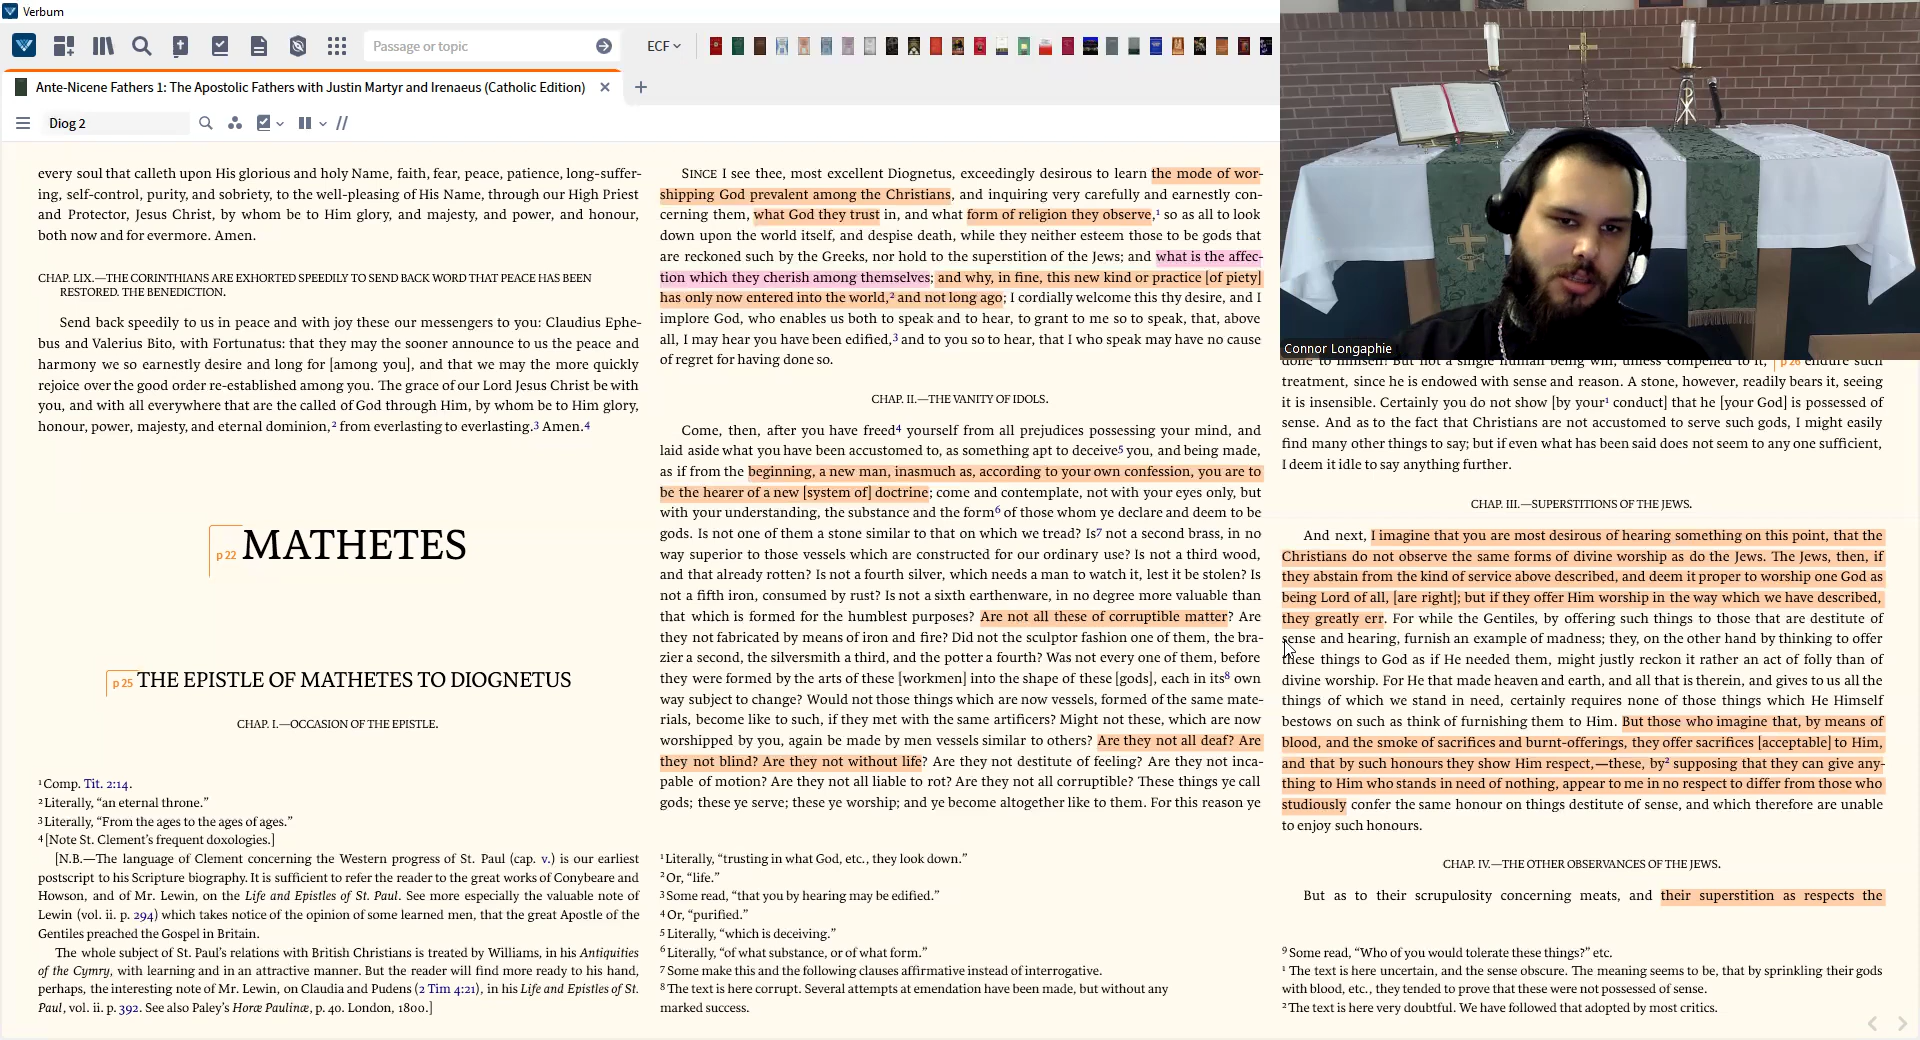 Verbum
Passage or topic
ECF
Ante-Nicene Fathers 1: The Apostolic Fathers with Justin Martyr and Irenaeus (Catholic Edition)
Diog 2
every soul that calleth upon His glorious and holy Name, faith, fear, peace, patience, long-suffer-
ing, self-control, purity, and sobriety, to the well-pleasing of His Name, through our High Priest
and Protector, Jesus Christ, by whom be to Him glory, and majesty, and power, and honour,
both now and for evermore. Amen.
CHAP. LIX.—THE CORINTHIANS ARE EXHORTED SPEEDILY TO SEND BACK WORD THAT PEACE HAS BEEN
RESTORED. THE BENEDICTION.
Send back speedily to us in peace and with joy these our messengers to you: Claudius Ephe-
bus and Valerius Bito, with Fortunatus: that they may the sooner announce to us the peace and
harmony we so earnestly desire and long for [among you], and that we may the more quickly
rejoice over the good order re-established among you. The grace of our Lord Jesus Christ be with
you, and with all everywhere that are the called of God through Him, by whom be to Him glory,
honour, power, majesty, and eternal dominion,2 from everlasting to everlasting.3 Amen.4
p 22 MATHETES
p 25 THE EPISTLE OF MATHETES TO DIOGNETUS
CHAP. I.—OCCASION OF THE EPISTLE.
1 Comp. Tit. 2:14.
2 Literally, “an eternal throne.”
3 Literally, “From the ages to the ages of ages.”
4 [Note St. Clement’s frequent doxologies.]
[N.B.—The language of Clement concerning the Western progress of St. Paul (cap. v.) is our earliest
postscript to his Scripture biography. It is sufficient to refer the reader to the great works of Conybeare and
Howson, and of Mr. Lewin, on the Life and Epistles of St. Paul. See more especially the valuable note of
Lewin (vol. ii. p. 294) which takes notice of the opinion of some learned men, that the great Apostle of the
Gentiles preached the Gospel in Britain.
The whole subject of St. Paul’s relations with British Christians is treated by Williams, in his Antiquities
of the Cymry, with learning and in an attractive manner. But the reader will find more ready to his hand,
perhaps, the interesting note of Mr. Lewin, on Claudia and Pudens (2 Tim 4:21), in his Life and Epistles of St.
Paul, vol. ii. p. 392. See also Paley’s Horæ Paulinæ, p. 40. London, 1800.]
SINCE I see thee, most excellent Diognetus, exceedingly desirous to learn the mode of wor-
shipping God prevalent among the Christians, and inquiring very carefully and earnestly con-
cerning them, what God they trust in, and what form of religion they observe,1 so as all to look
down upon the world itself, and despise death, while they neither esteem those to be gods that
are reckoned such by the Greeks, nor hold to the superstition of the Jews; and what is the affec-
tion which they cherish among themselves; and why, in fine, this new kind or practice [of piety]
has only now entered into the world,2 and not long ago; I cordially welcome this thy desire, and I
implore God, who enables us both to speak and to hear, to grant to me so to speak, that, above
all, I may hear you have been edified,3 and to you so to hear, that I who speak may have no cause
of regret for having done so.
CHAP. II.—THE VANITY OF IDOLS.
Come, then, after you have freed4 yourself from all prejudices possessing your mind, and
laid aside what you have been accustomed to, as something apt to deceive5 you, and being made,
as if from the beginning, a new man, inasmuch as, according to your own confession, you are to
be the hearer of a new [system of] doctrine; come and contemplate, not with your eyes only, but
with your understanding, the substance and the form6 of those whom ye declare and deem to be
gods. Is not one of them a stone similar to that on which we tread? Is7 not a second brass, in no
way superior to those vessels which are constructed for our ordinary use? Is not a third wood,
and that already rotten? Is not a fourth silver, which needs a man to watch it, lest it be stolen? Is
not a fifth iron, consumed by rust? Is not a sixth earthenware, in no degree more valuable than
that which is formed for the humblest purposes? Are not all these of corruptible matter? Are
they not fabricated by means of iron and fire? Did not the sculptor fashion one of them, the bra-
zier a second, the silversmith a third, and the potter a fourth? Was not every one of them, before
they were formed by the arts of these [workmen] into the shape of these [gods], each in its8 own
way subject to change? Would not those things which are now vessels, formed of the same mate-
rials, become like to such, if they met with the same artificers? Might not these, which are now
worshipped by you, again be made by men vessels similar to others? Are they not all deaf? Are
they not blind? Are they not without life? Are they not destitute of feeling? Are they not inca-
pable of motion? Are they not all liable to rot? Are they not all corruptible? These things ye call
gods; these ye serve; these ye worship; and ye become altogether like to them. For this reason ye
1 Literally, “trusting in what God, etc., they look down.”
2 Or, “life.”
3 Some read, “that you by hearing may be edified.”
4 Or, “purified.”
5 Literally, “which is deceiving.”
6 Literally, “of what substance, or of what form.”
7 Some make this and the following clauses affirmative instead of interrogative.
8 The text is here corrupt. Several attempts at emendation have been made, but without any
marked success.
Connor Longaphie
done to himself. But not a single human being will, unless compelled to it, p 26 endure such
treatment, since he is endowed with sense and reason. A stone, however, readily bears it, seeing
it is insensible. Certainly you do not show [by your1 conduct] that he [your God] is possessed of
sense. And as to the fact that Christians are not accustomed to serve such gods, I might easily
find many other things to say; but if even what has been said does not seem to any one sufficient,
I deem it idle to say anything further.
CHAP. III.—SUPERSTITIONS OF THE JEWS.
And next, I imagine that you are most desirous of hearing something on this point, that the
Christians do not observe the same forms of divine worship as do the Jews. The Jews, then, if
they abstain from the kind of service above described, and deem it proper to worship one God as
being Lord of all, [are right]; but if they offer Him worship in the way which we have described,
they greatly err. For while the Gentiles, by offering such things to those that are destitute of
sense and hearing, furnish an example of madness; they, on the other hand by thinking to offer
these things to God as if He needed them, might justly reckon it rather an act of folly than of
divine worship. For He that made heaven and earth, and all that is therein, and gives to us all the
things of which we stand in need, certainly requires none of those things which He Himself
bestows on such as think of furnishing them to Him. But those who imagine that, by means of
blood, and the smoke of sacrifices and burnt-offerings, they offer sacrifices [acceptable] to Him,
and that by such honours they show Him respect,—these, by2 supposing that they can give any-
thing to Him who stands in need of nothing, appear to me in no respect to differ from those who
studiously confer the same honour on things destitute of sense, and which therefore are unable
to enjoy such honours.
CHAP. IV.—THE OTHER OBSERVANCES OF THE JEWS.
But as to their scrupulosity concerning meats, and their superstition as respects the
9 Some read, “Who of you would tolerate these things?” etc.
1 The text is here uncertain, and the sense obscure. The meaning seems to be, that by sprinkling their gods
with blood, etc., they tended to prove that these were not possessed of sense.
2 The text is here very doubtful. We have followed that adopted by most critics.